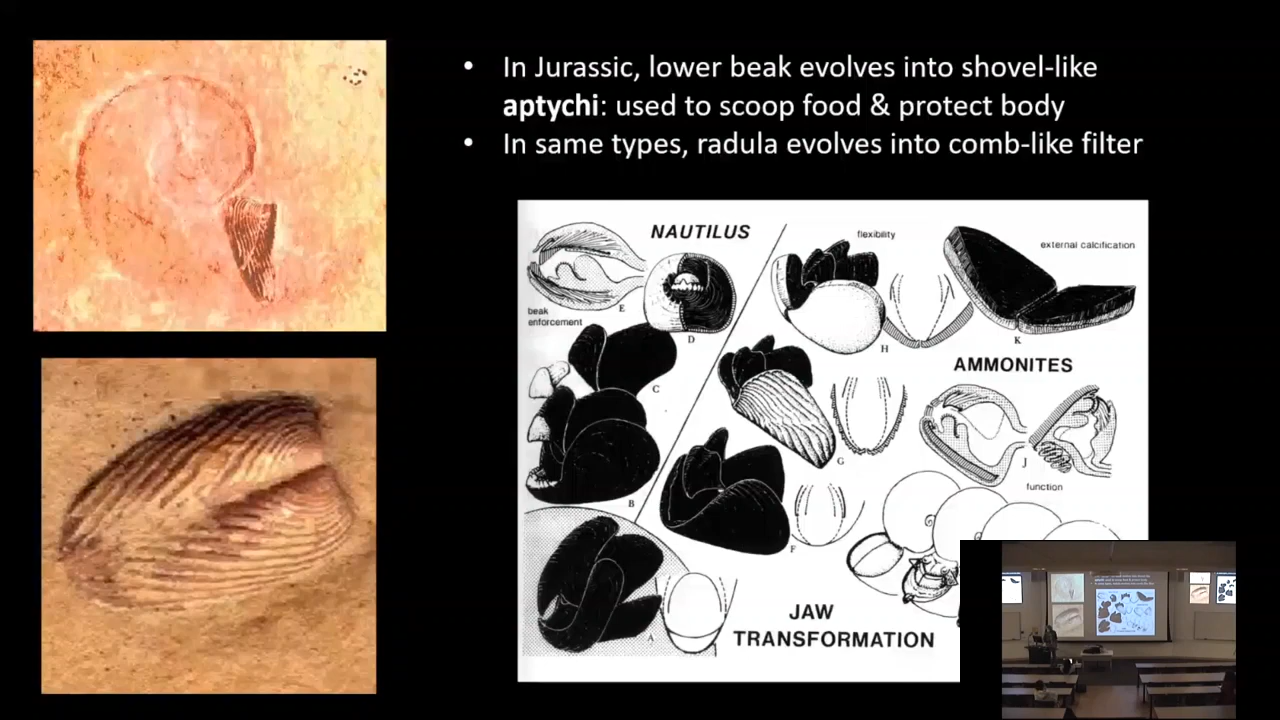 • In Jurassic, lower beak evolves into shovel-like
aptychi: used to scoop food & protect body
• In same types, radula evolves into comb-like filter
NAUTILUS
flexibility
external calcification
beak
enforcement
E
D
H
K
AMMONITES
C
G
J
function
B
F
A
JAW
TRANSFORMATION